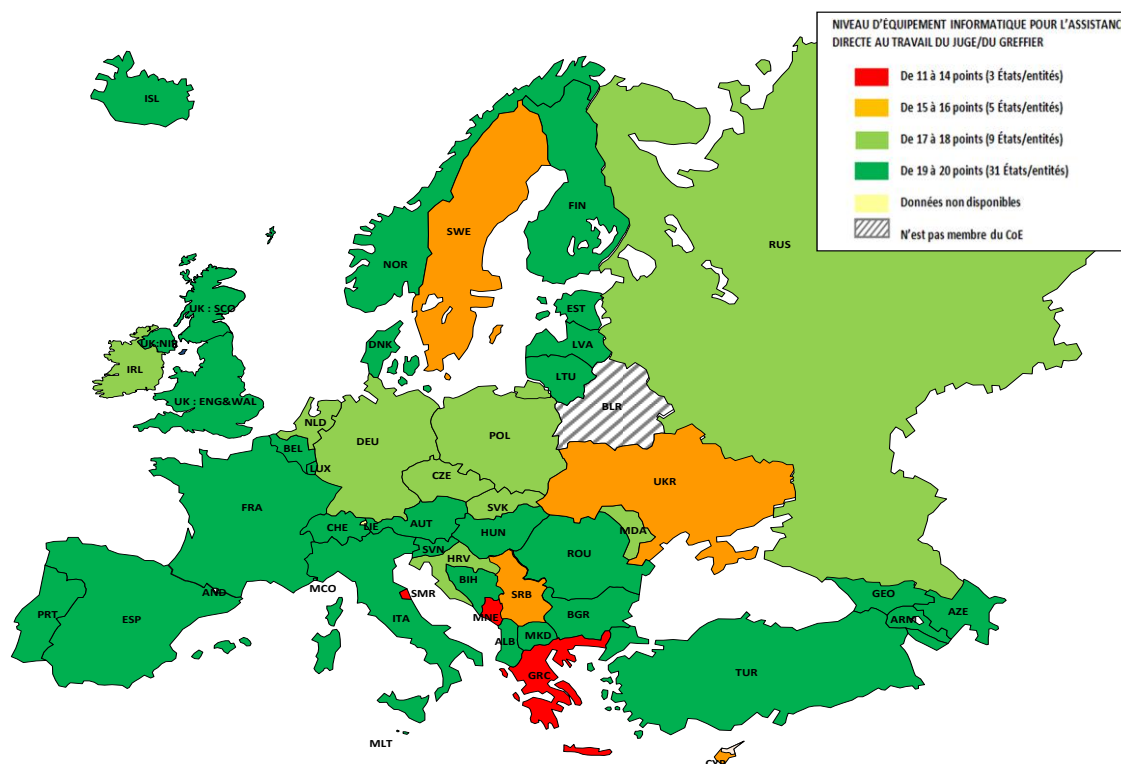 NIVEAU D'ÉQUIPEMENT INFORMATIQUE POUR L'ASSISTANC
DIRECTE AU TRAVAIL DU JUGE/DU GREFFIER
De 11 à 14 points (3 États/entités)
De 15 à 16 points (5 États/entités)
De 17 à 18 points (9 États/entités)
De 19 à 20 points (31 États/entités)
Données non disponibles
N'est pas membre du CoE
ISL
RUS
FIN
SWE
NOR
UK : SCO
EST
UK:NIR
DNK
LVA
IRL
LTU
UK : ENG&WAL
BLR
NLD
DEU
POL
BEL
LUX
CZE
UKR
FRA
SVK
CHE
LIE
AUT
MDA
HUN
SVN
ROU
HRV
BIH
AND
MCO
SMR
SRB
GEO
PRT
ESP
ITA
MNE
BGR
ARM
AZE
ALB
MKD
GRC
TUR
MLT
CYP